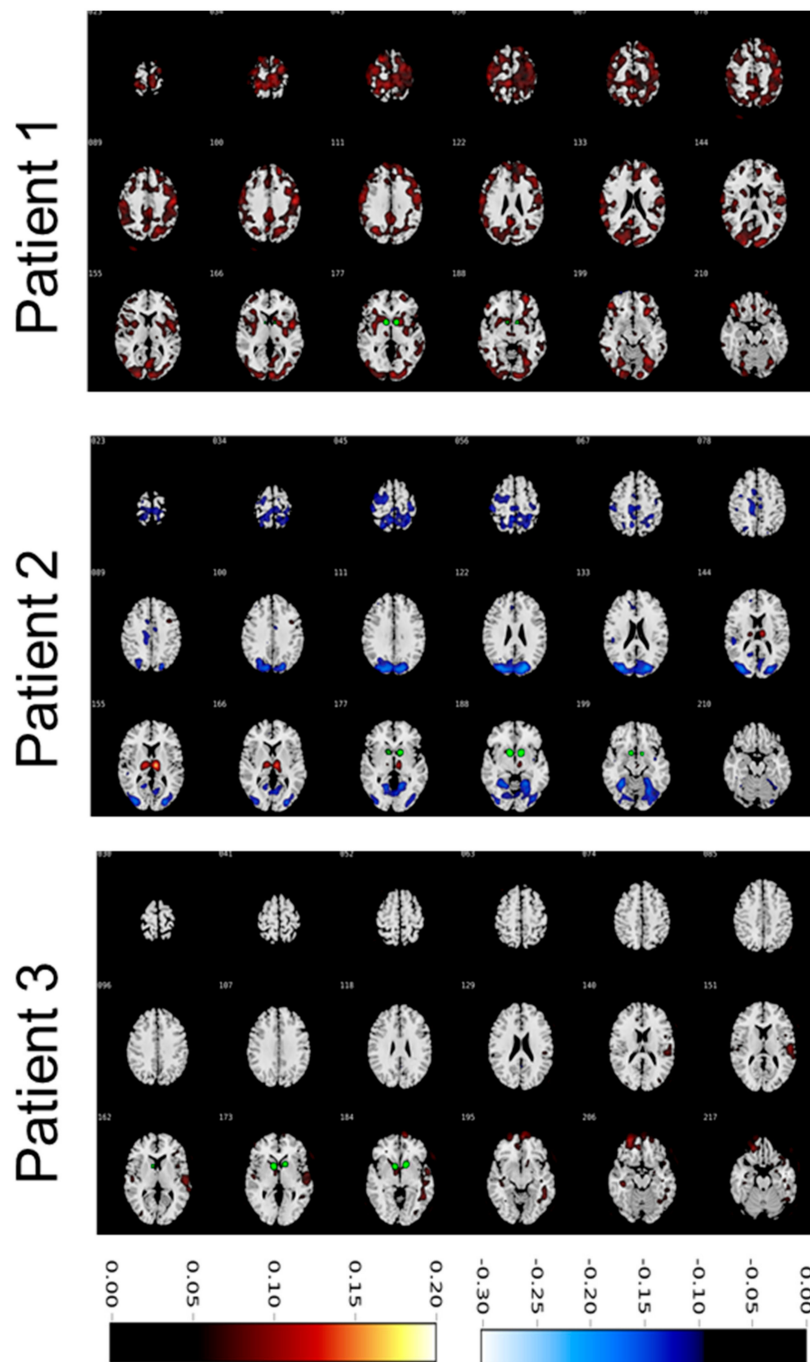 Patient 1
023 034 045 056 067 078
089 100 111 122 133 144
155 166 177 188 199 210
Patient 2
023 034 045 056 067 078
089 100 111 122 133 144
155 166 177 188 199 210
Patient 3
030 041 052 063 074 085
096 107 118 129 140 151
162 173 184 195 206 217
0.00 0.05 0.10 0.15 0.20
-0.30 -0.25 -0.20 -0.15 -0.10 -0.05 0.00